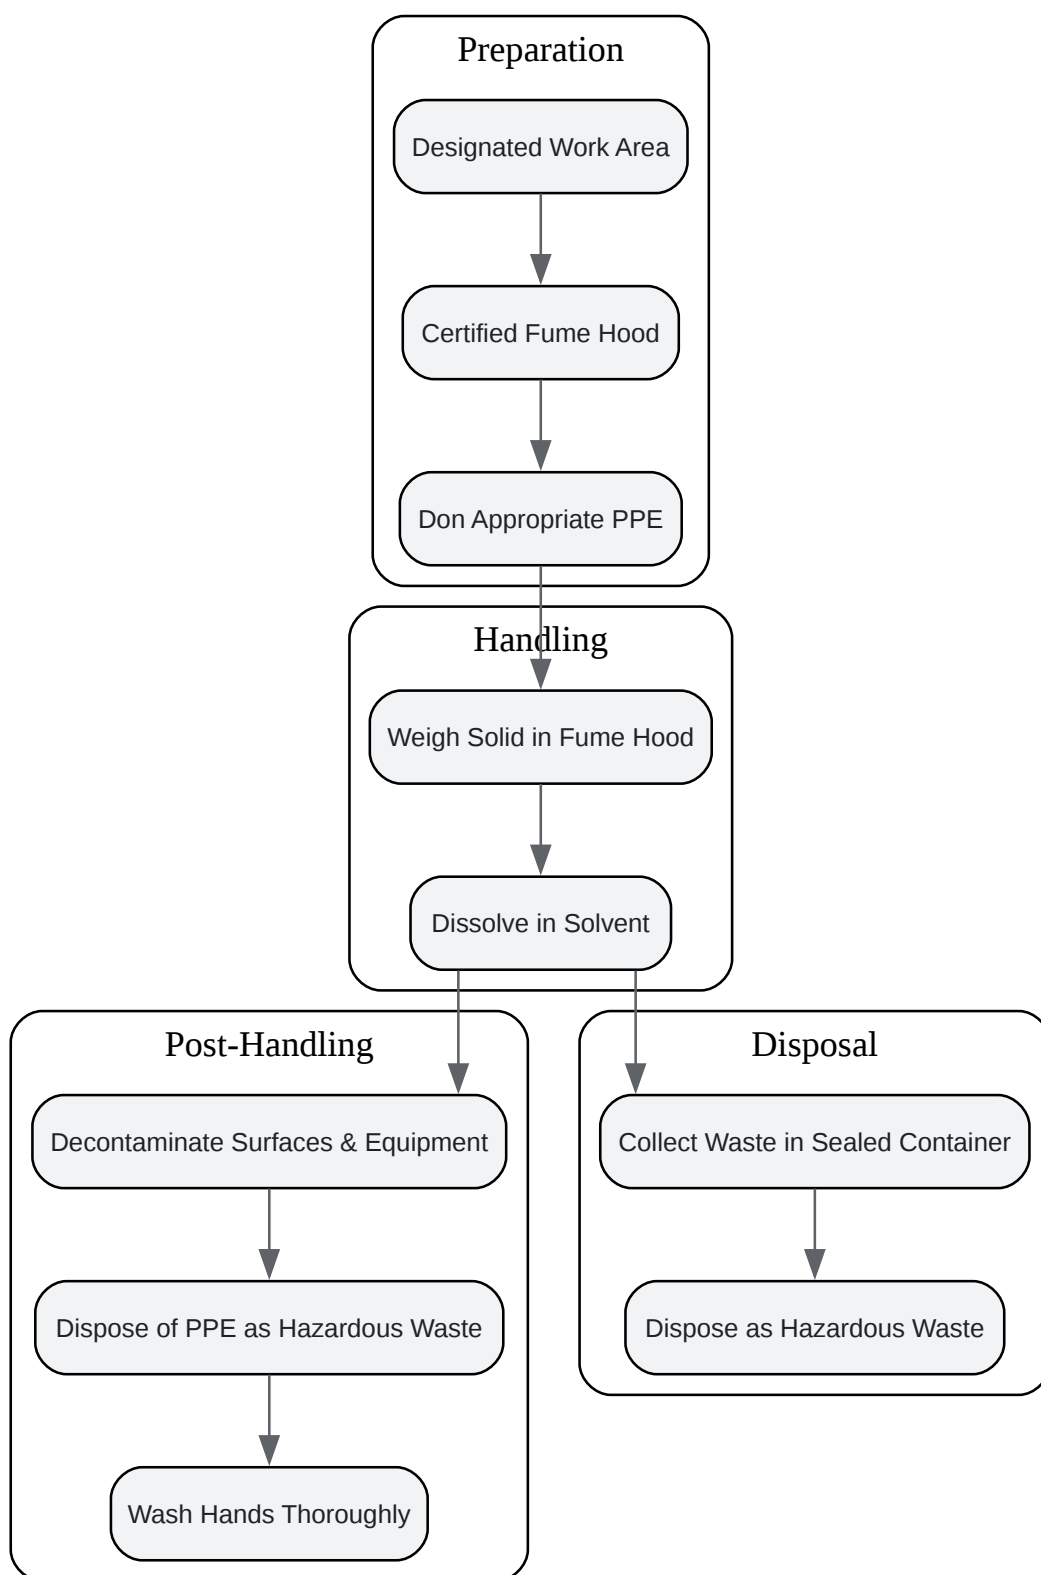 Preparation
Designated Work Area
Certified Fume Hood
Don Appropriate PPE
Handling
Weigh Solid in Fume Hood
Dissolve in Solvent
Post-Handling
Decontaminate Surfaces & Equipment
Dispose of PPE as Hazardous Waste
Wash Hands Thoroughly
Disposal
Collect Waste in Sealed Container
Dispose as Hazardous Waste